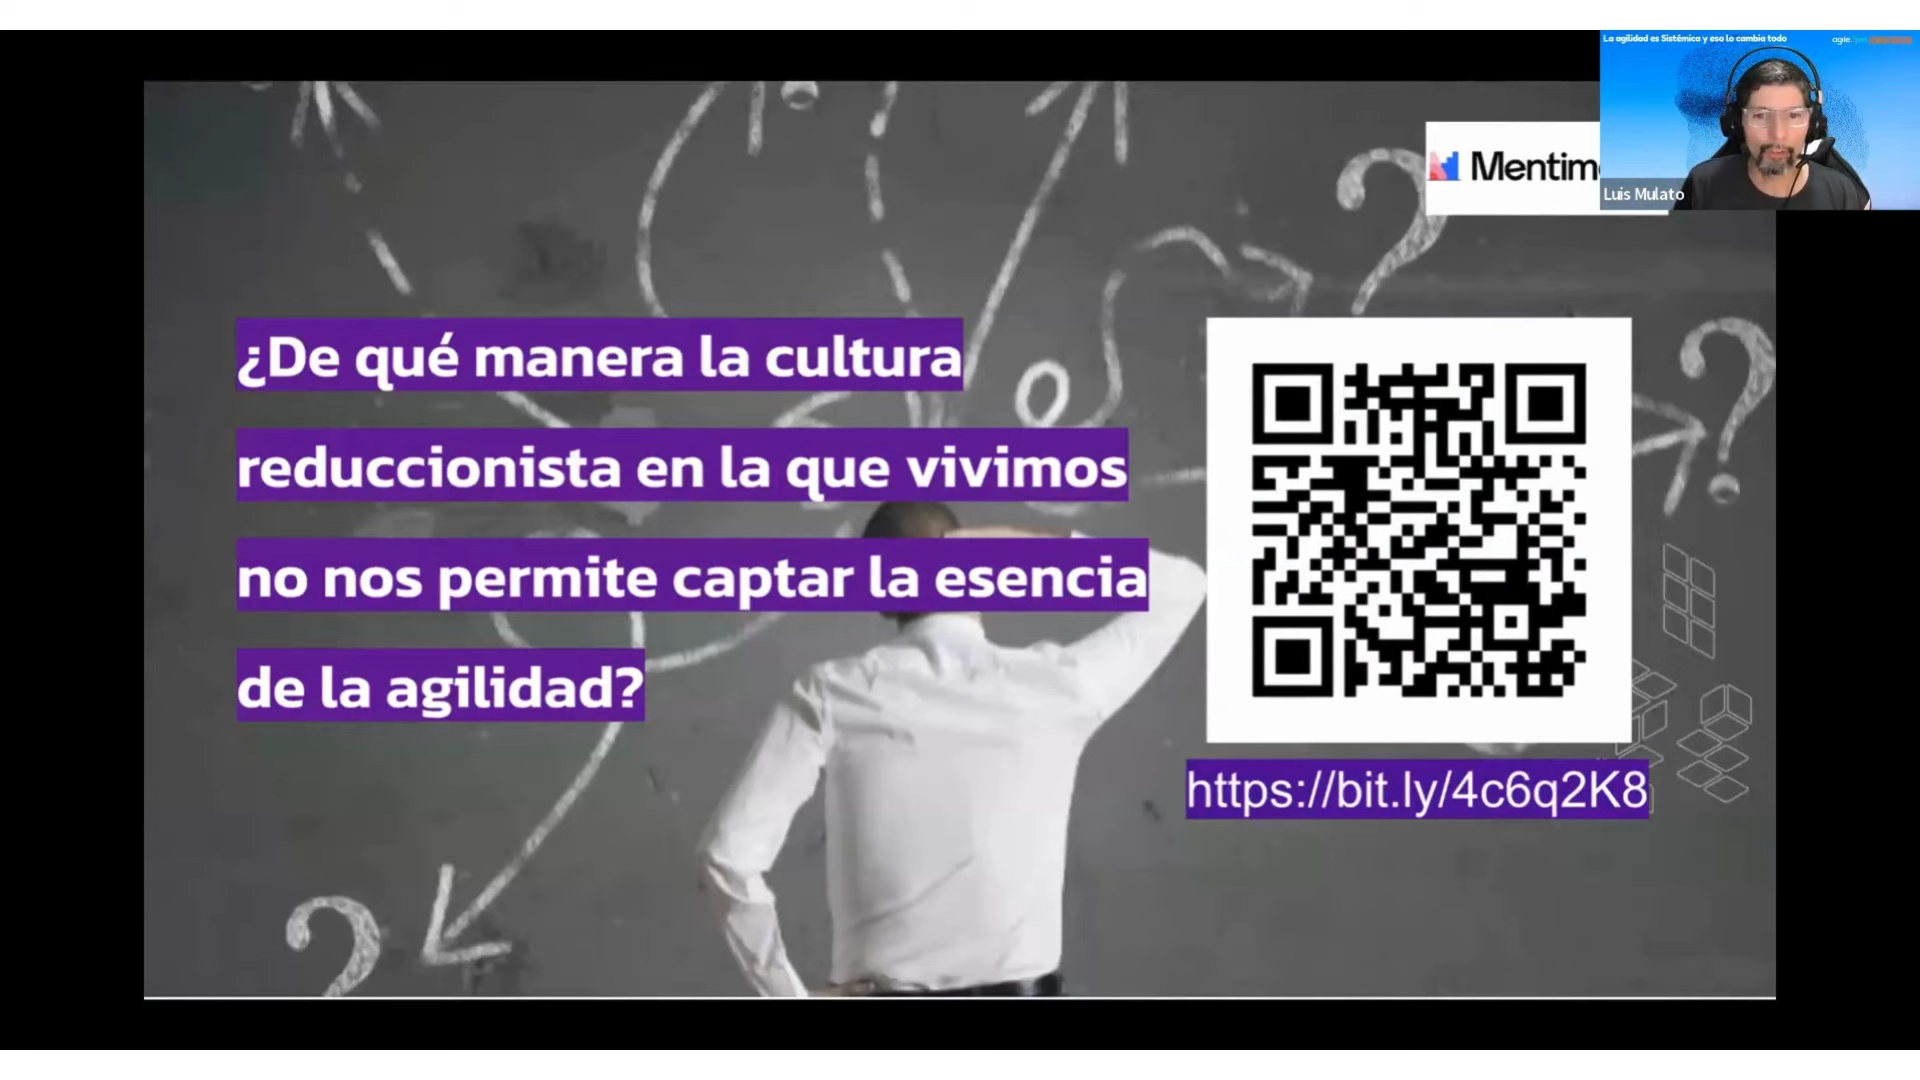 La agilidad es Sistémica y eso lo cambia todo
agile
Mentim
Luis Mulato
¿De qué manera la cultura
reduccionista en la que vivimos
no nos permite captar la esencia
de la agilidad?
https://bit.ly/4c6q2K8